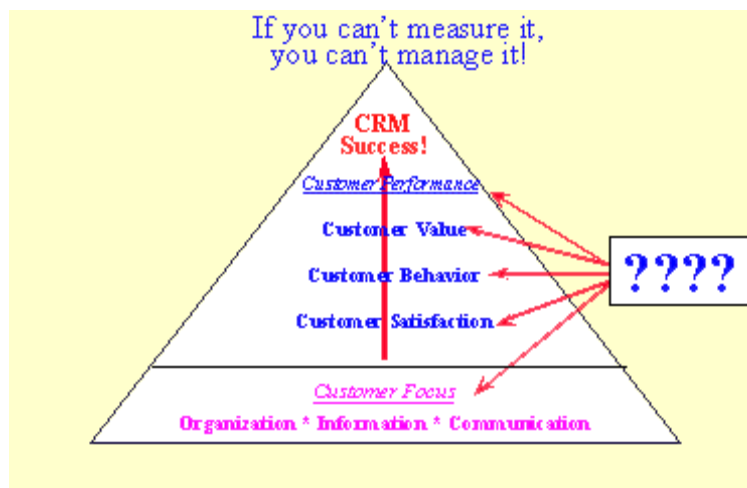 If you can't measure it,
you can't manage it!
CRM
Success!
Customer Performance
Customer Value
Customer Behavior
????
Customer Satisfaction
Customer Focus
Organization * Information * Communication